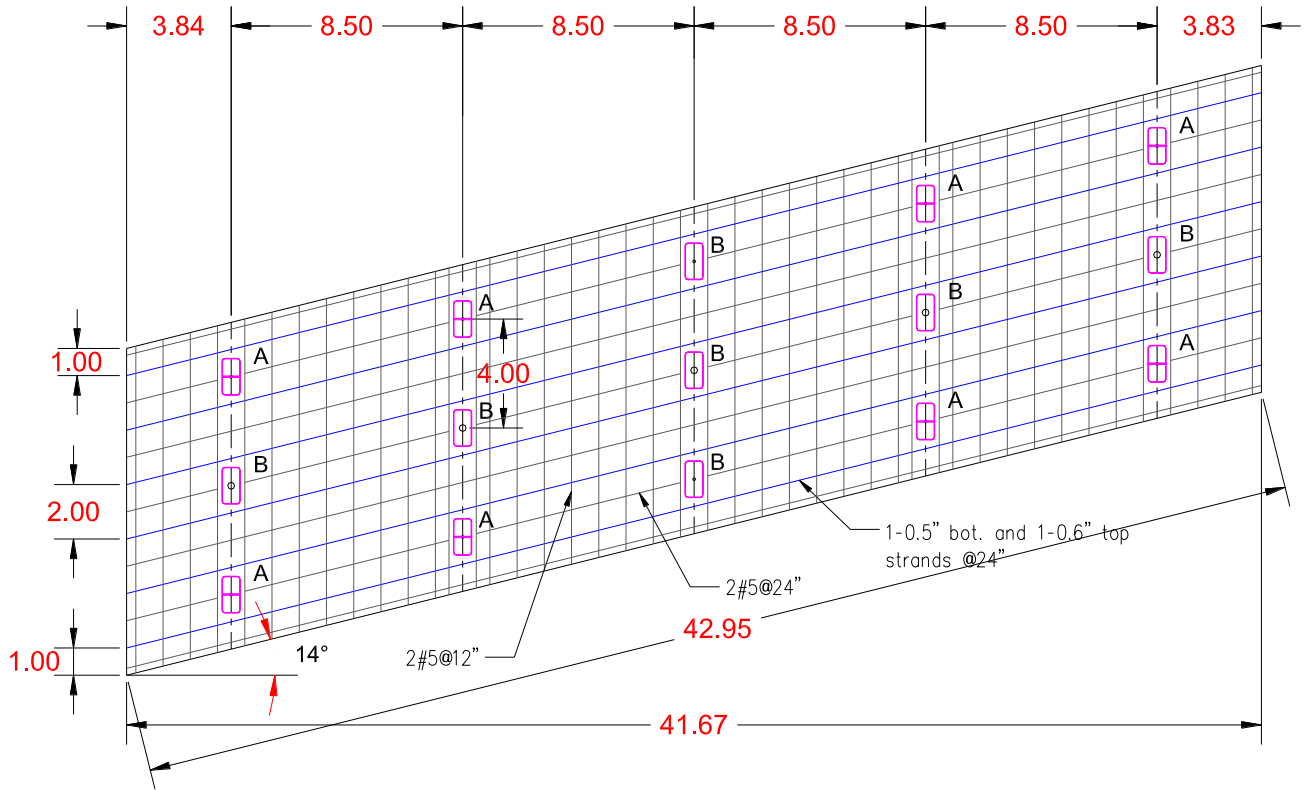 3.84
8.50
8.50
8.50
8.50
3.83
A
A
B
B
A
A
1.00
A
4.00
B
B
B
A
A
B
B
2.00
A
A
1-0.5” bot. and 1-0.6” top
strands @24”
2#5@24”
42.95
1.00
14°
2#5@12”
41.67